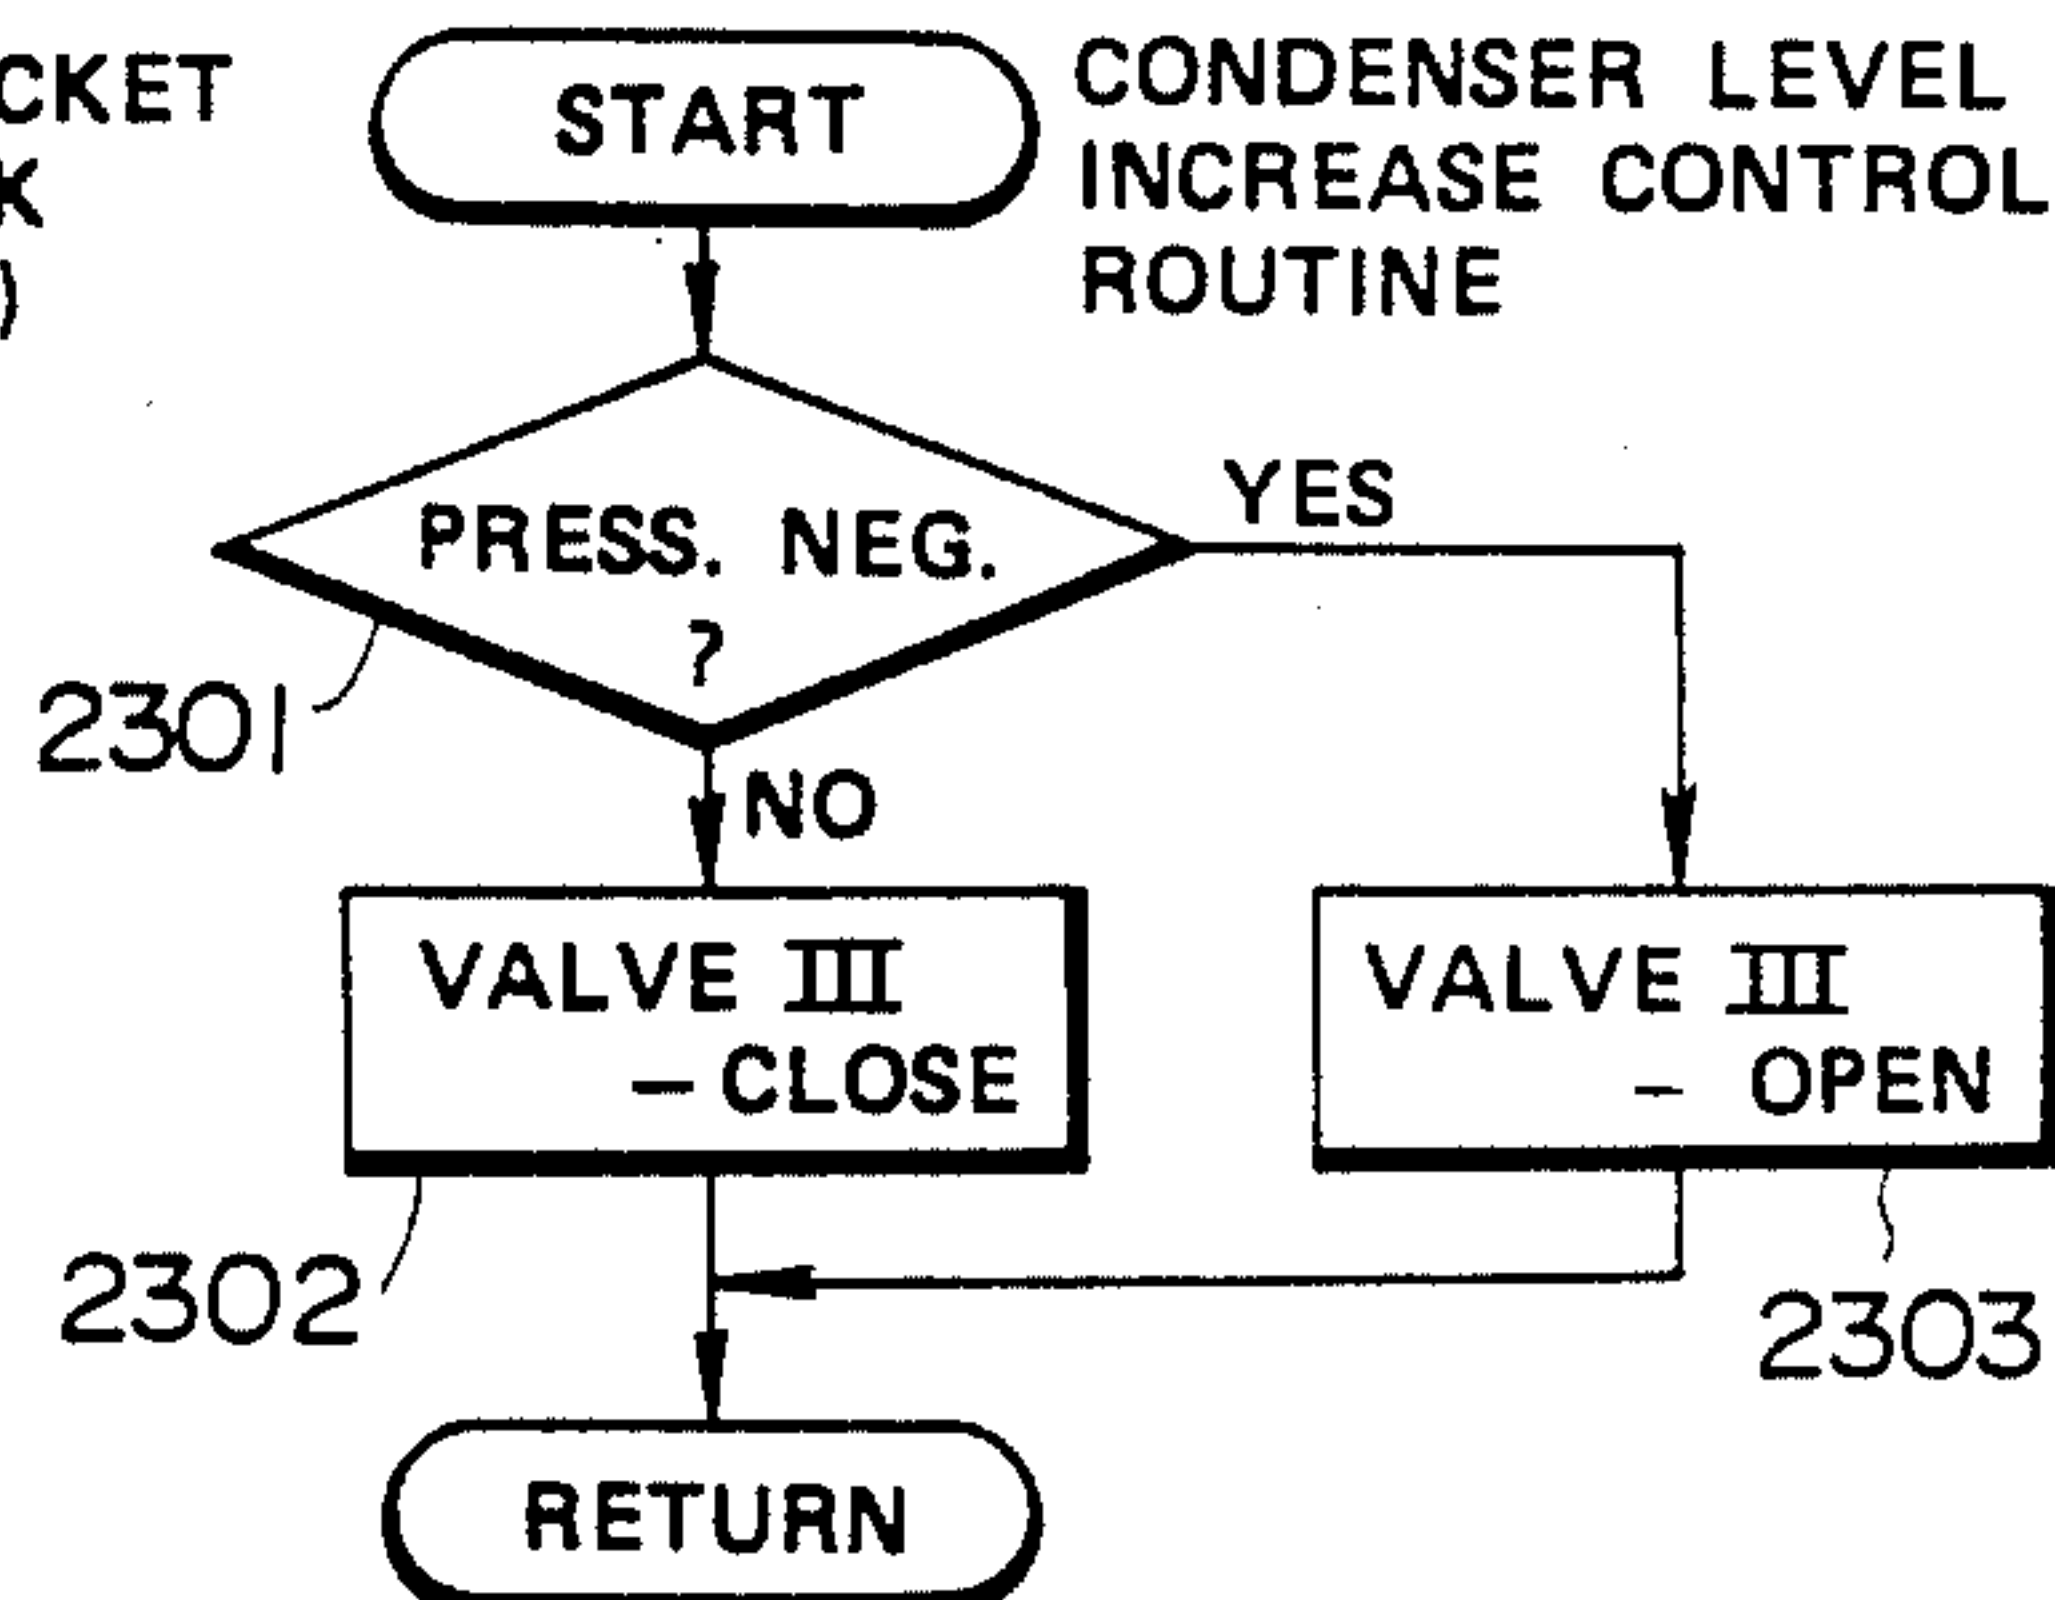 START
CONDENSER LEVEL
INCREASE CONTROL
ROUTINE
PRESS. NEG.
?
YES
2301
NO
VALVE III
– CLOSE
VALVE III
– OPEN
2302
2303
RETURN